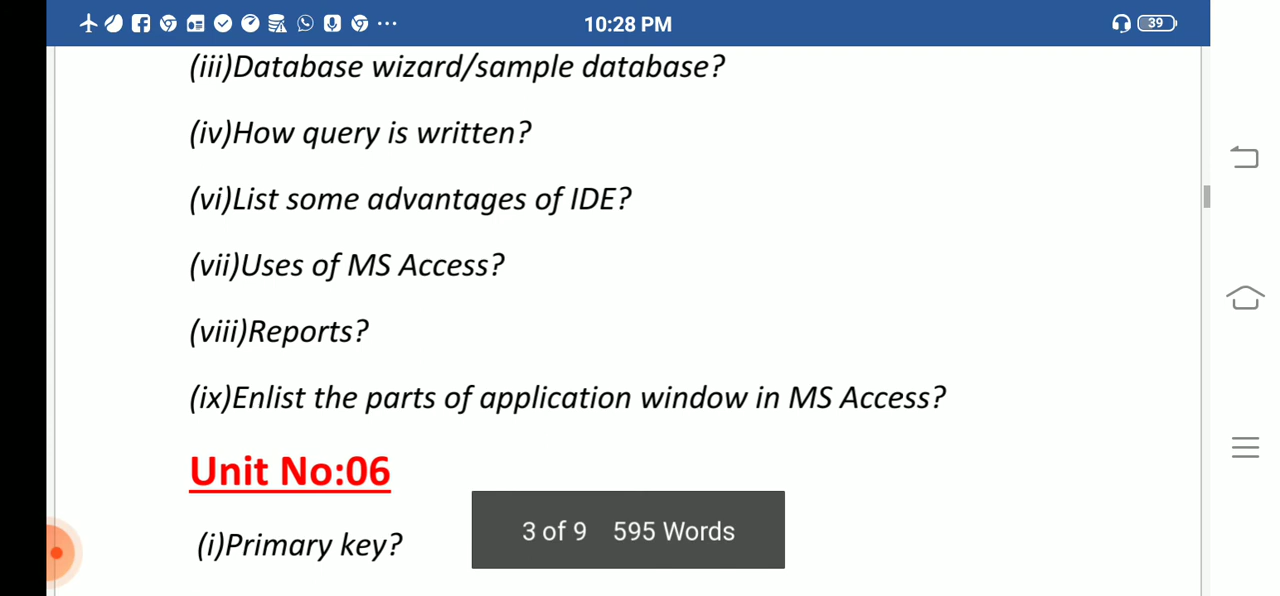 10:28 PM
39
(iii)Database wizard/sample database?
(iv)How query is written?
(vi)List some advantages of IDE?
(vii)Uses of MS Access?
(viii)Reports?
(ix)Enlist the parts of application window in MS Access?
Unit No:06
(i)Primary key?
3 of 9 595 Words